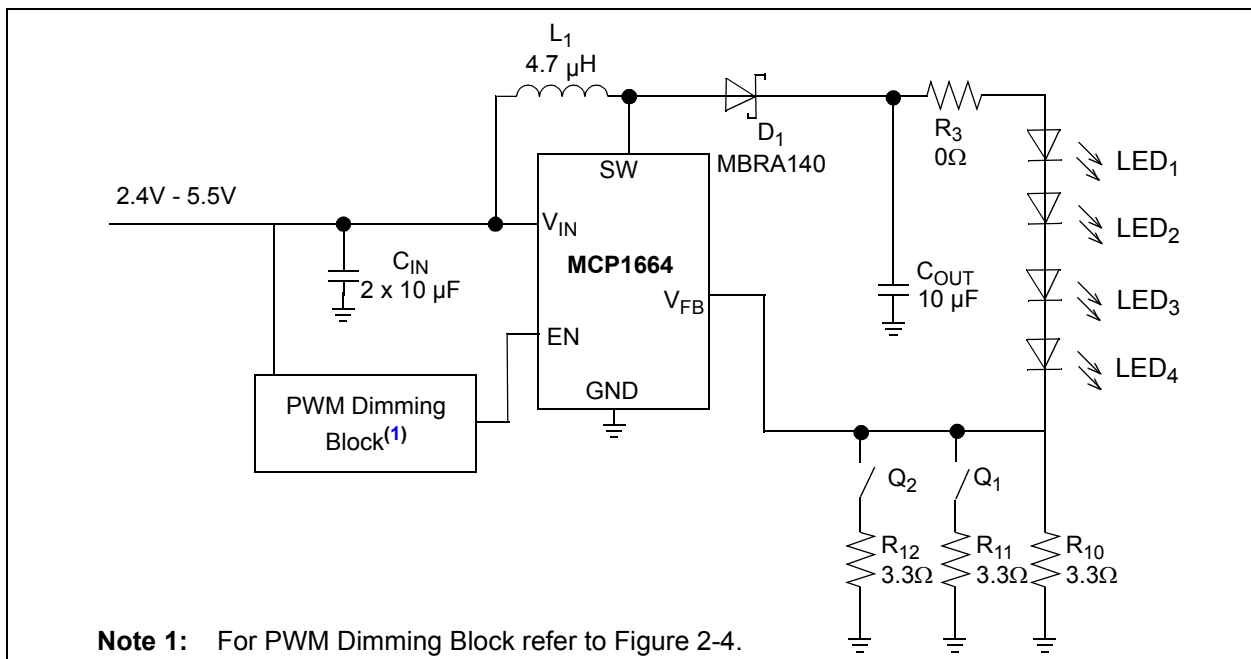 L1
4.7 µH
D1
MBRA140
R3
0Ω
LED1
LED2
LED3
LED4
2.4V - 5.5V
CIN
2 x 10 µF
SW
VIN
MCP1664
VFB
EN
GND
COUT
10 µF
PWM Dimming
Block(1)
Q2
Q1
R12
3.3Ω
R11
3.3Ω
R10
3.3Ω
Note 1: For PWM Dimming Block refer to Figure 2-4.